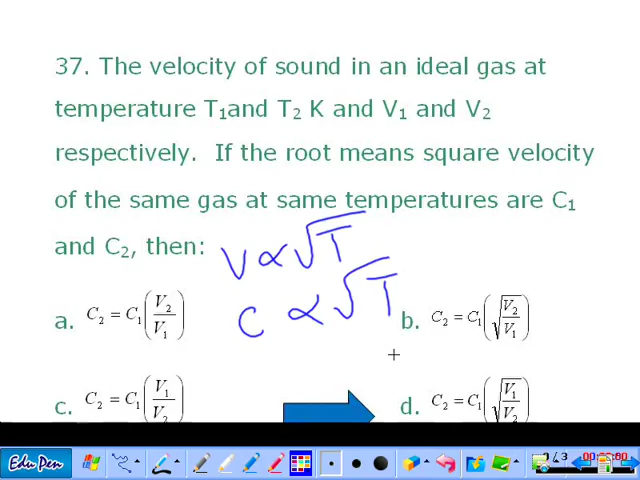 37. The velocity of sound in an ideal gas at
temperature T₁and T₂ K and V₁ and V₂
respectively. If the root means square velocity
of the same gas at same temperatures are C₁
and C₂, then:
V ∝ √T
C ∝ √T
a. C₂ = C₁(V₂/V₁) b. C₂ = C₁(√(V₂/V₁))
c. C₂ = C₁(V₁/V₂) d. C₂ = C₁(√(V₁/V₂))
Edu Pen / 3